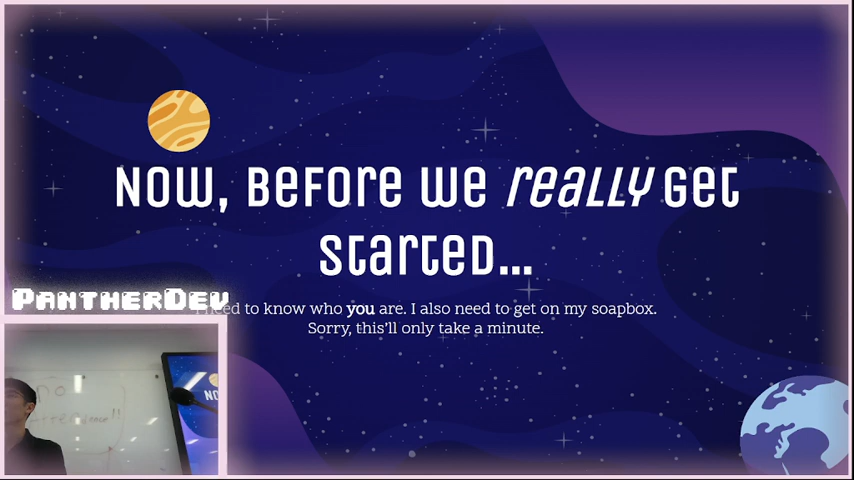 Now, Before we really Get
started...
need to know who you are. I also need to get on my soapbox.
Sorry, this'll only take a minute.
PantherDev
no